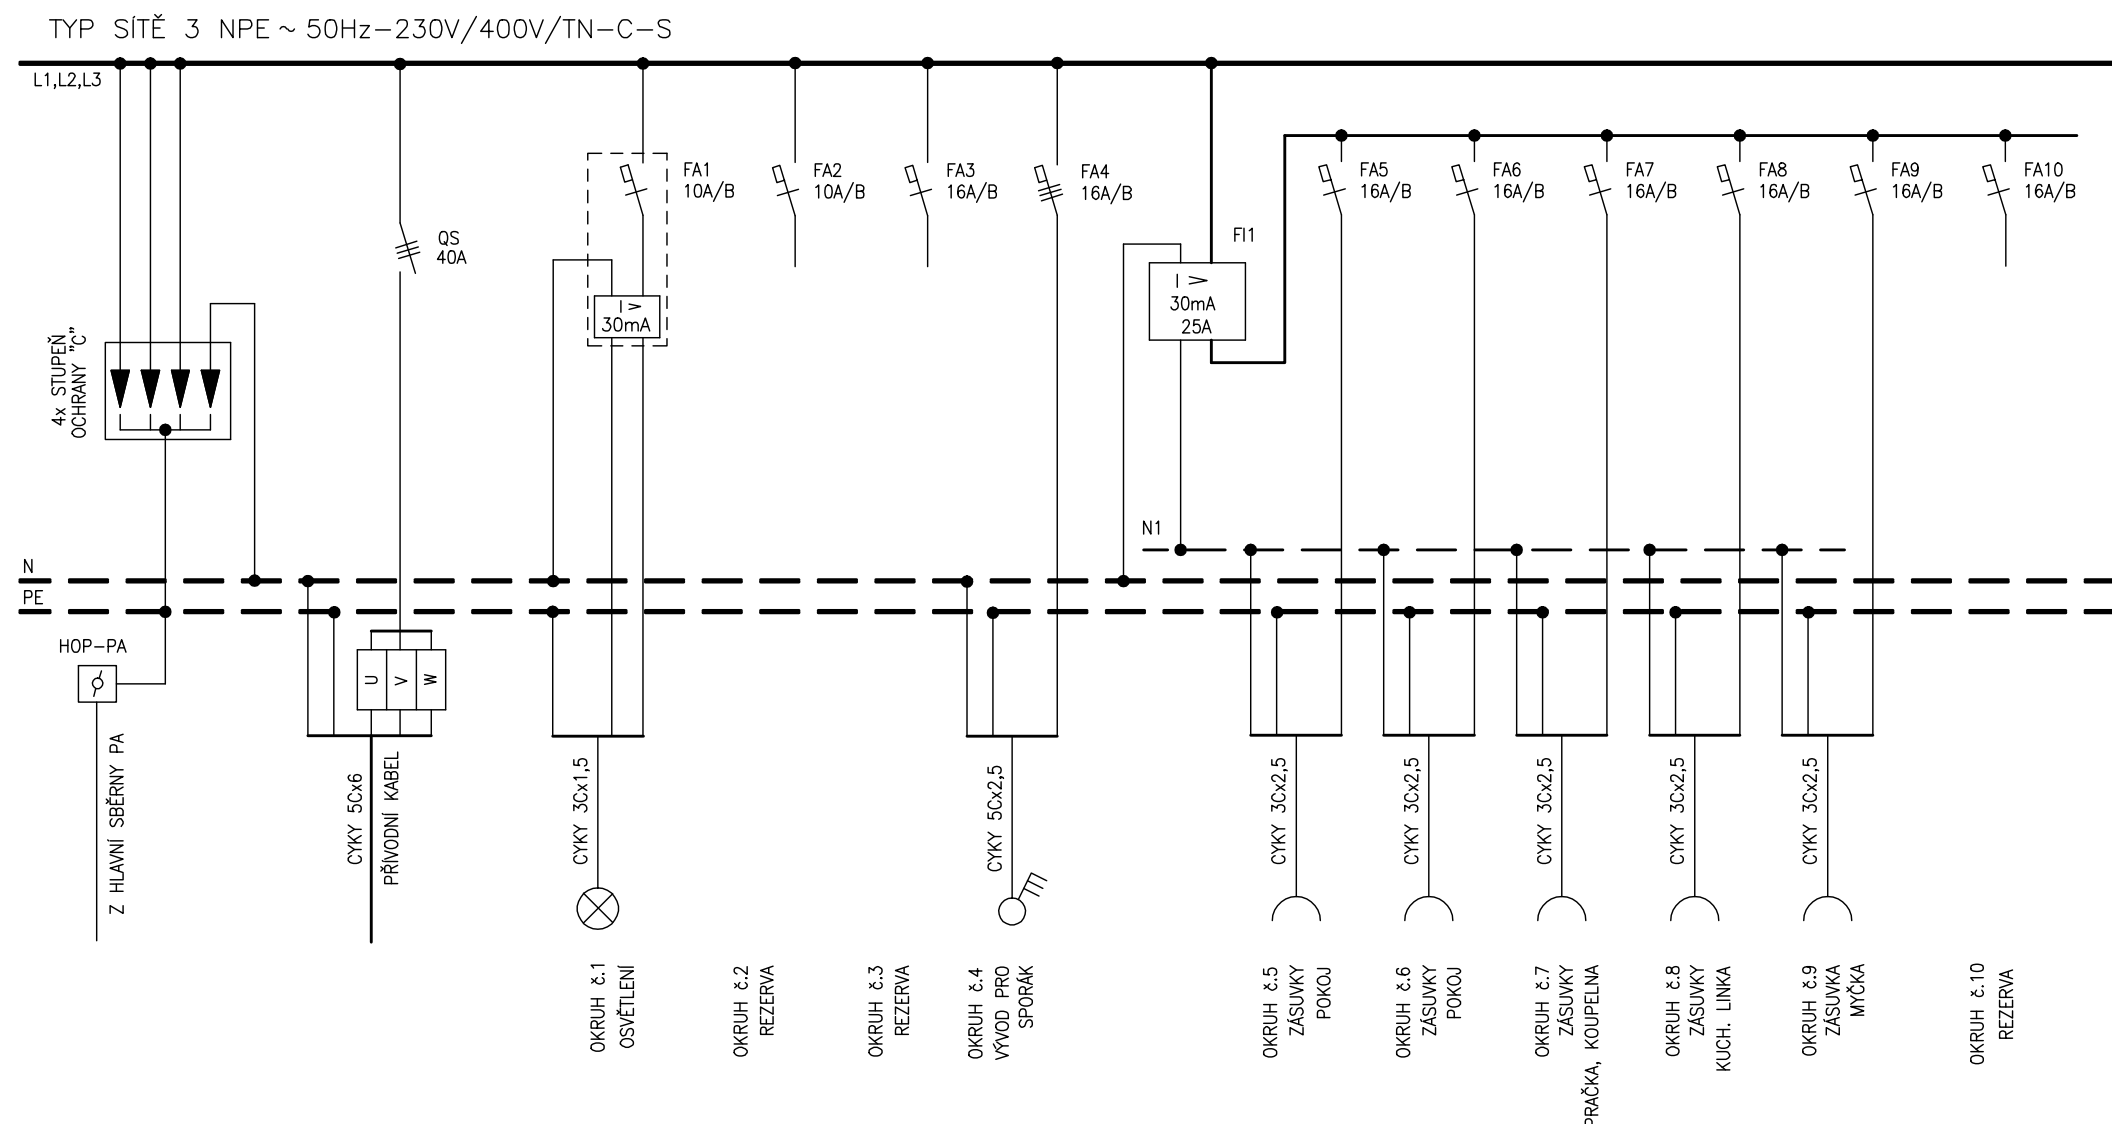 TYP SÍTĚ 3 NPE ~ 50Hz-230V/400V/TN-C-S
L1,L2,L3
QS
40A
FA1
10A/B
FA2
10A/B
FA3
16A/B
FA4
16A/B
FA5
16A/B
FA6
16A/B
FA7
16A/B
FA8
16A/B
FA9
16A/B
FA10
16A/B
FI1
I >
30mA
I >
30mA
25A
4x STUPEŇ
OCHRANY "C"
N1
N
PE
HOP-PA
U
V
W
Z HLAVNÍ SBĚRNY PA
CYKY 5Cx6
PŘÍVODNÍ KABEL
CYKY 3Cx1,5
CYKY 5Cx2,5
CYKY 3Cx2,5
CYKY 3Cx2,5
CYKY 3Cx2,5
CYKY 3Cx2,5
CYKY 3Cx2,5
OKRUH č.1
OSVĚTLENÍ
OKRUH č.2
REZERVA
OKRUH č.3
REZERVA
OKRUH č.4
VÝVOD PRO
SPORÁK
OKRUH č.5
ZÁSUVKY
POKOJ
OKRUH č.6
ZÁSUVKY
POKOJ
OKRUH č.7
ZÁSUVKY
PRAČKA, KOUPELNA
OKRUH č.8
ZÁSUVKY
KUCH. LINKA
OKRUH č.9
ZÁSUVKA
MYČKA
OKRUH č.10
REZERVA